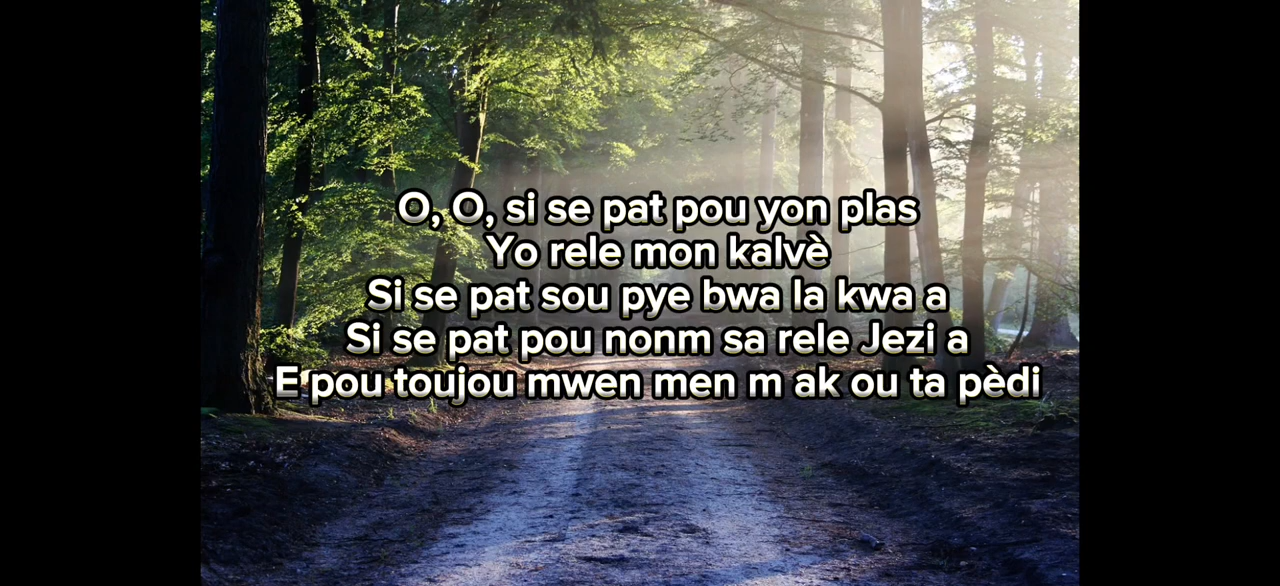 O, O, si se pat pou yon plas
Yo rele mon kalvè
Si se pat sou pye bwa la kwa a
Si se pat pou nonm sa rele Jezi a
E pou toujou mwen men m ak ou ta pèdi